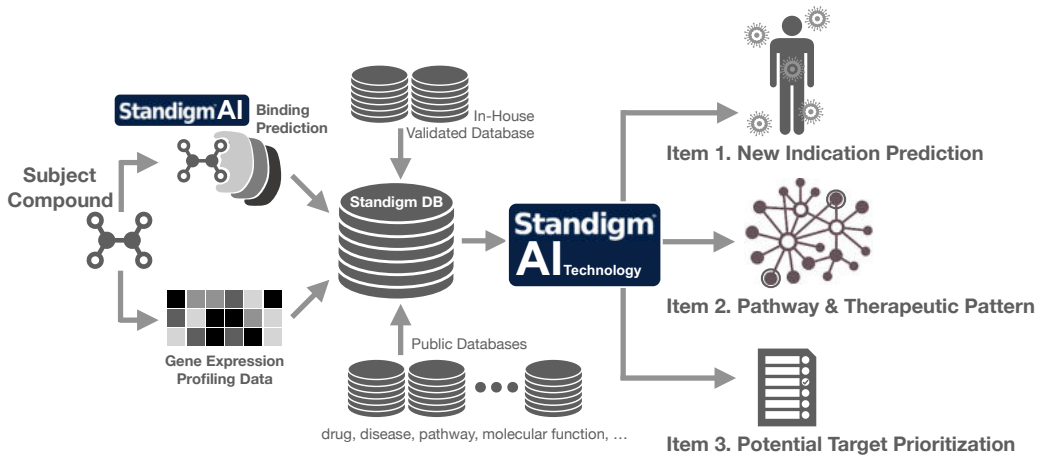 Subject
Compound
Standigm AI
Binding
Prediction
Gene Expression
Profiling Data
In-House
Validated Database
Standigm DB
Public Databases
drug, disease, pathway, molecular function, …
Standigm
AI Technology
Item 1. New Indication Prediction
Item 2. Pathway & Therapeutic Pattern
Item 3. Potential Target Prioritization